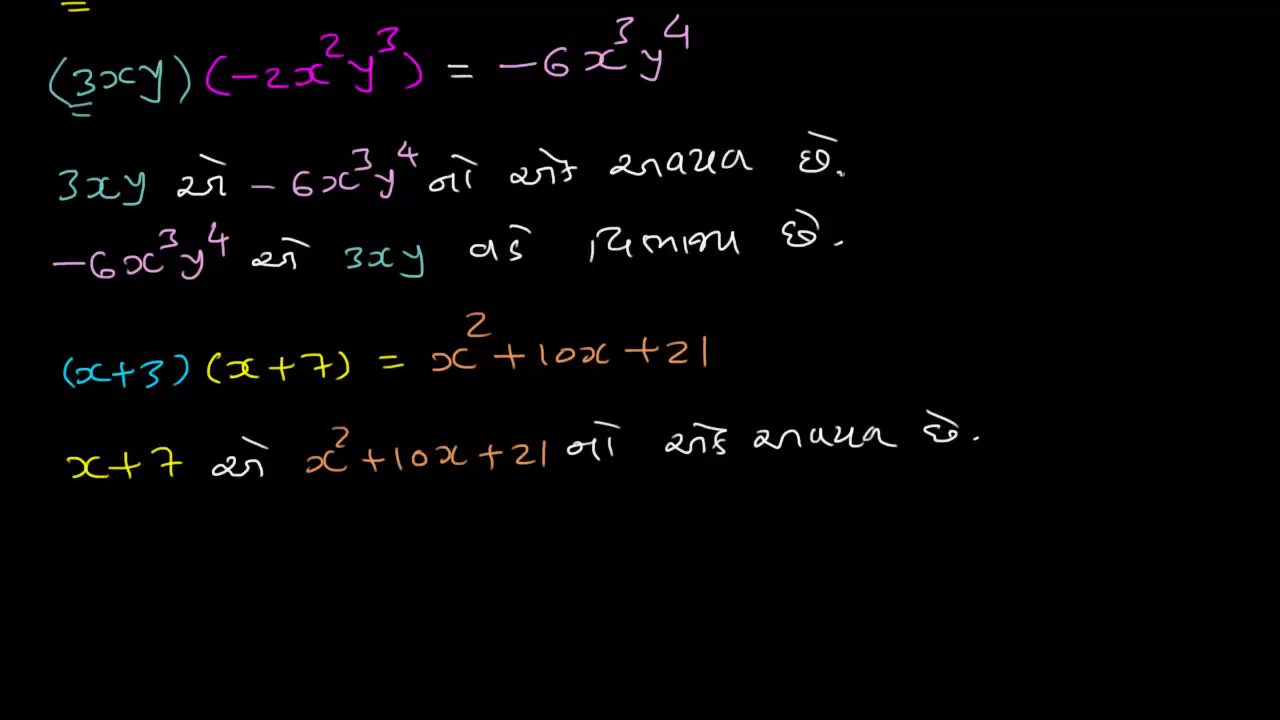 =
(3xy)(-2x²y³) = -6x³y⁴
3xy એ -6x³y⁴ નો એક અવયવ છે.
-6x³y⁴ એ 3xy વડે વિભાજ્ય છે.
(x+3)(x+7) = x²+10x+21
x+7 એ x²+10x+21 નો એક અવયવ છે.